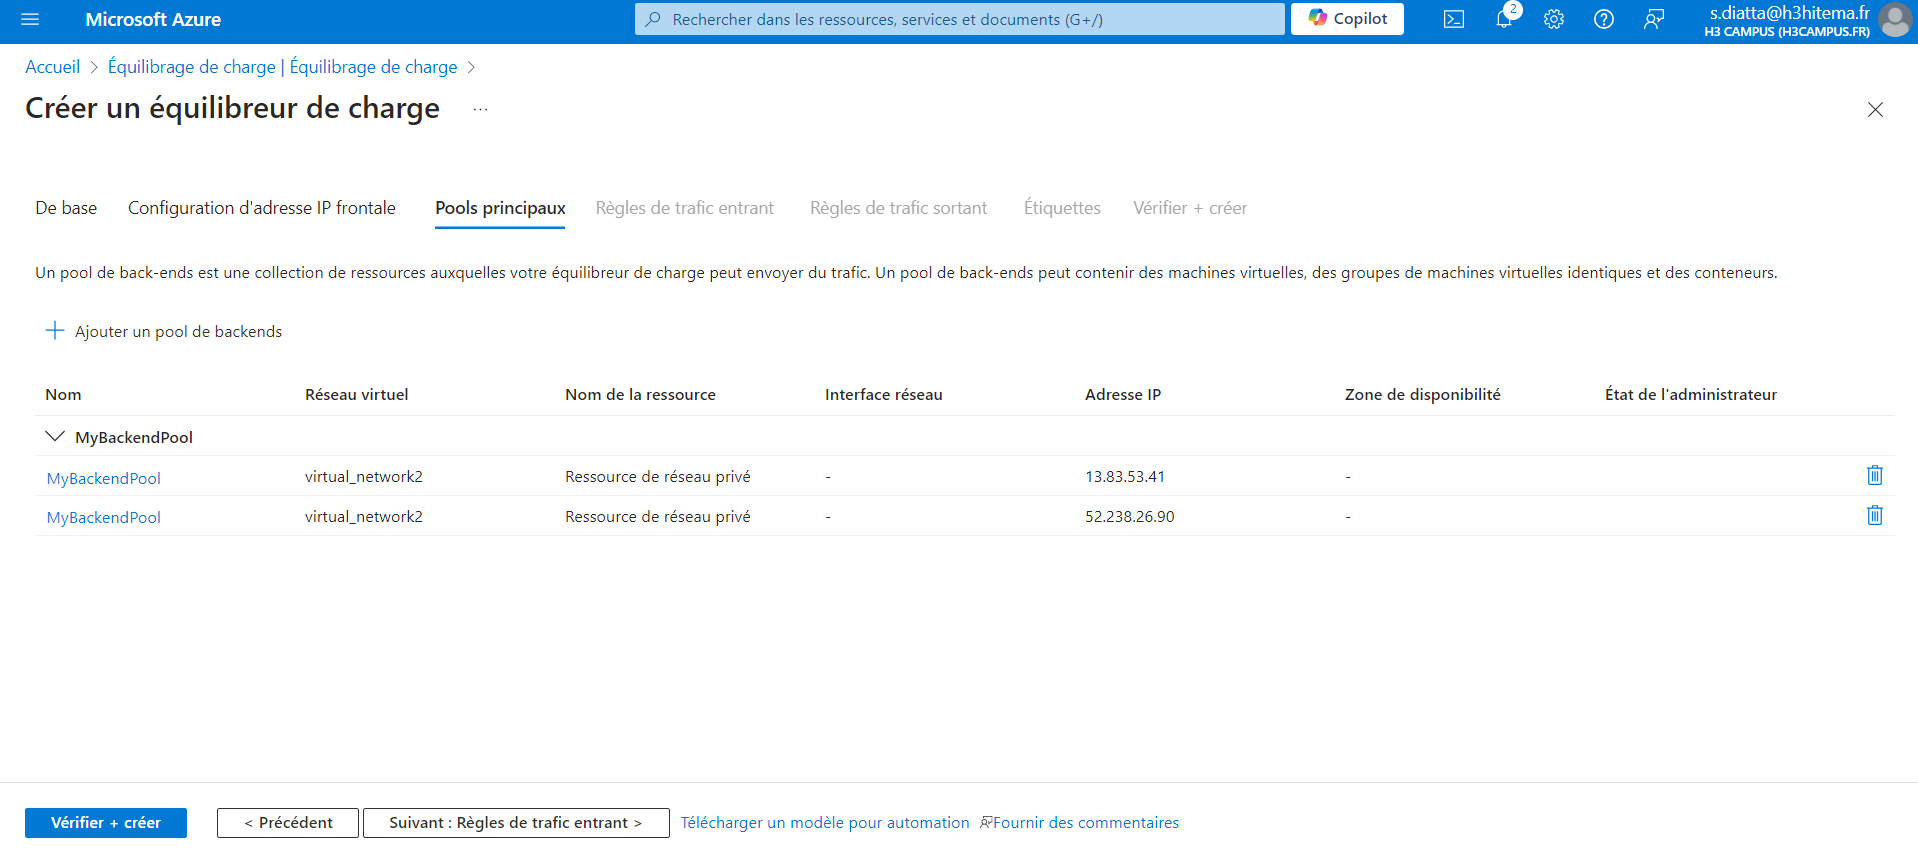 Microsoft Azure
Rechercher dans les ressources, services et documents (G+/)
Copilot
2
s.diatta@h3hitema.fr
H3 CAMPUS (H3CAMPUS.FR)
Accueil > Équilibrage de charge | Équilibrage de charge >
Créer un équilibreur de charge ...
De base Configuration d'adresse IP frontale Pools principaux Règles de trafic entrant Règles de trafic sortant Étiquettes Vérifier + créer
Un pool de back-ends est une collection de ressources auxquelles votre équilibreur de charge peut envoyer du trafic. Un pool de back-ends peut contenir des machines virtuelles, des groupes de machines virtuelles identiques et des conteneurs.
Ajouter un pool de backends
Nom Réseau virtuel Nom de la ressource Interface réseau Adresse IP Zone de disponibilité État de l'administrateur
MyBackendPool
MyBackendPool virtual_network2 Ressource de réseau privé - 13.83.53.41 -
MyBackendPool virtual_network2 Ressource de réseau privé - 52.238.26.90 -
Vérifier + créer < Précédent Suivant : Règles de trafic entrant > Télécharger un modèle pour automation Fournir des commentaires